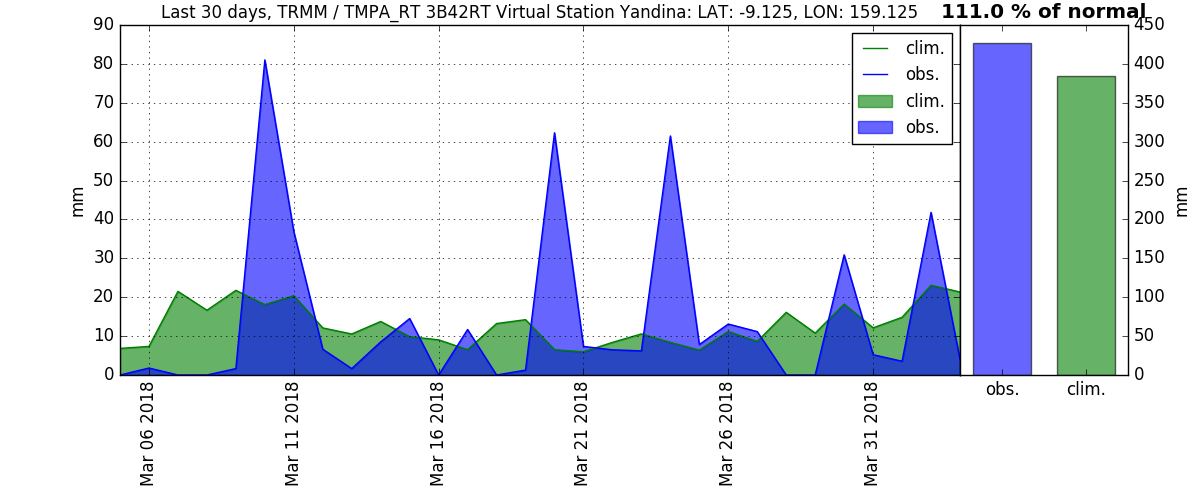 Last 30 days, TRMM / TMPA_RT 3B42RT Virtual Station Yandina: LAT: -9.125, LON: 159.125
111.0 % of normal
90
80
70
60
50
40
30
20
10
0
mm
clim.
obs.
clim.
obs.
Mar 06 2018
Mar 11 2018
Mar 16 2018
Mar 21 2018
Mar 26 2018
Mar 31 2018
450
400
350
300
250
200
150
100
50
0
mm
obs.
clim.